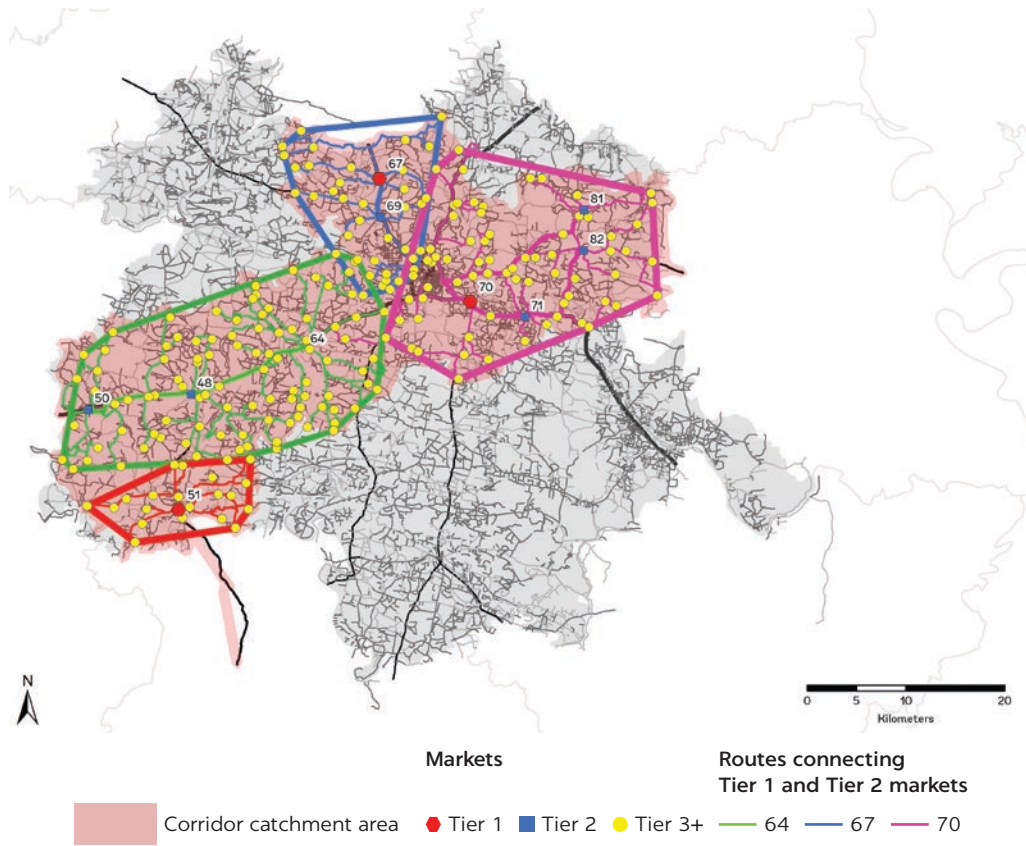 67
81
69
82
70
71
64
48
50
51
N
0 5 10 20
Kilometers
Markets
Routes connecting
Tier 1 and Tier 2 markets
Corridor catchment area Tier 1 Tier 2 Tier 3+ 64 67 70